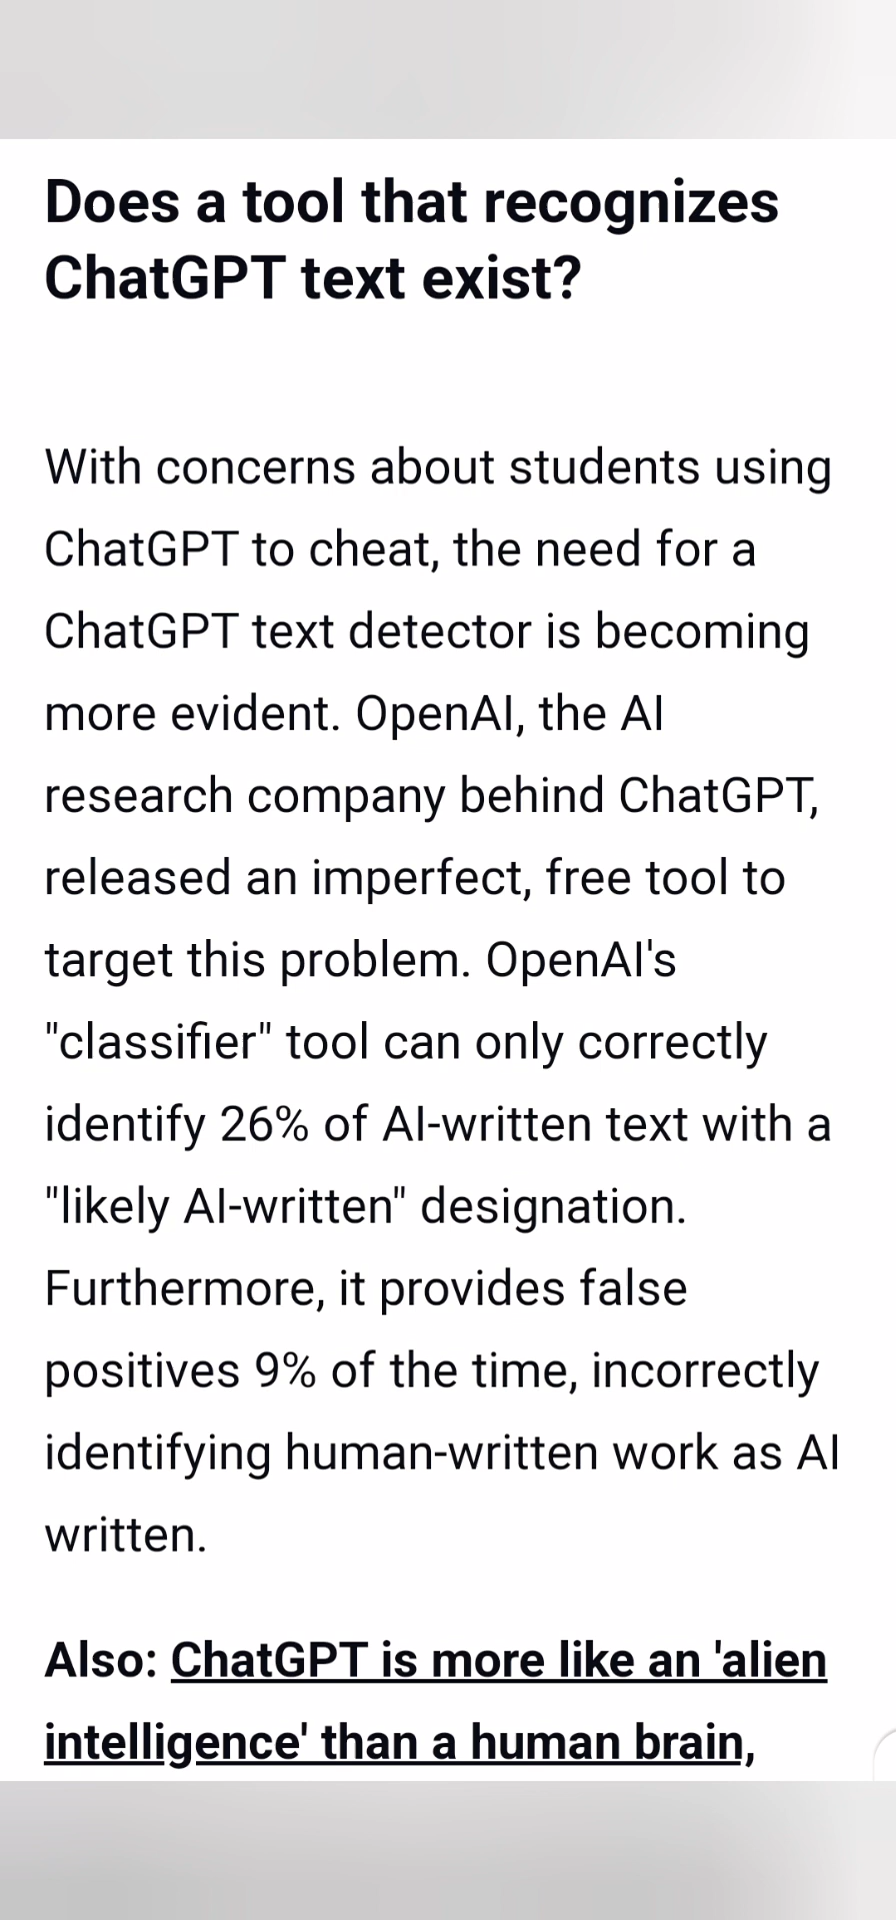 Does a tool that recognizes
ChatGPT text exist?
With concerns about students using
ChatGPT to cheat, the need for a
ChatGPT text detector is becoming
more evident. OpenAI, the AI
research company behind ChatGPT,
released an imperfect, free tool to
target this problem. OpenAI's
"classifier" tool can only correctly
identify 26% of AI-written text with a
"likely AI-written" designation.
Furthermore, it provides false
positives 9% of the time, incorrectly
identifying human-written work as AI
written.
Also: ChatGPT is more like an 'alien
intelligence' than a human brain,